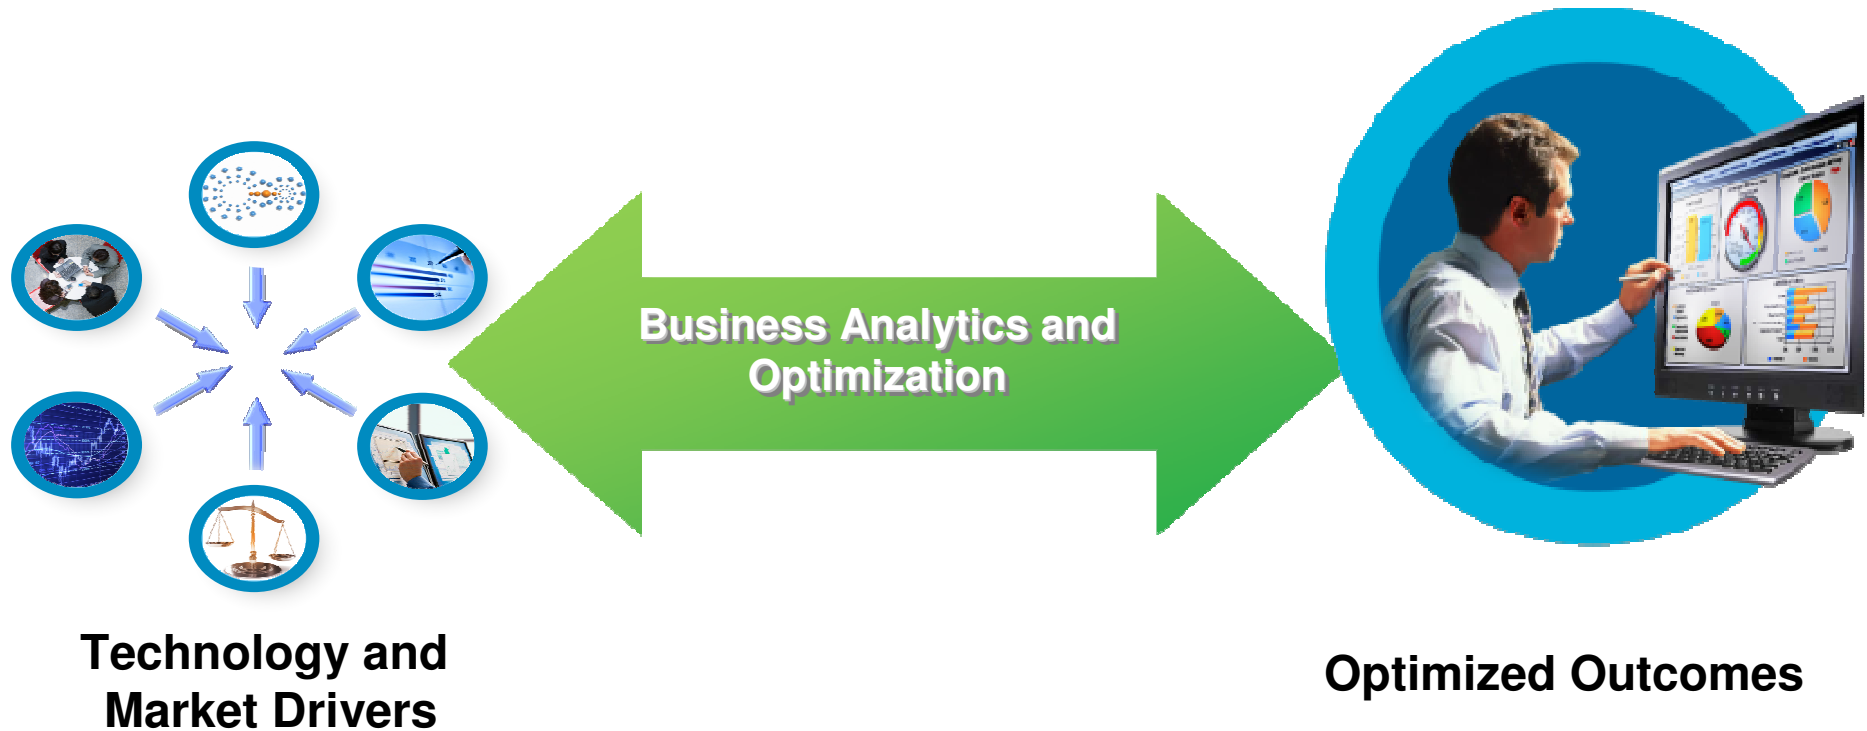 Business Analytics and
Optimization
Technology and
Market Drivers
Optimized Outcomes